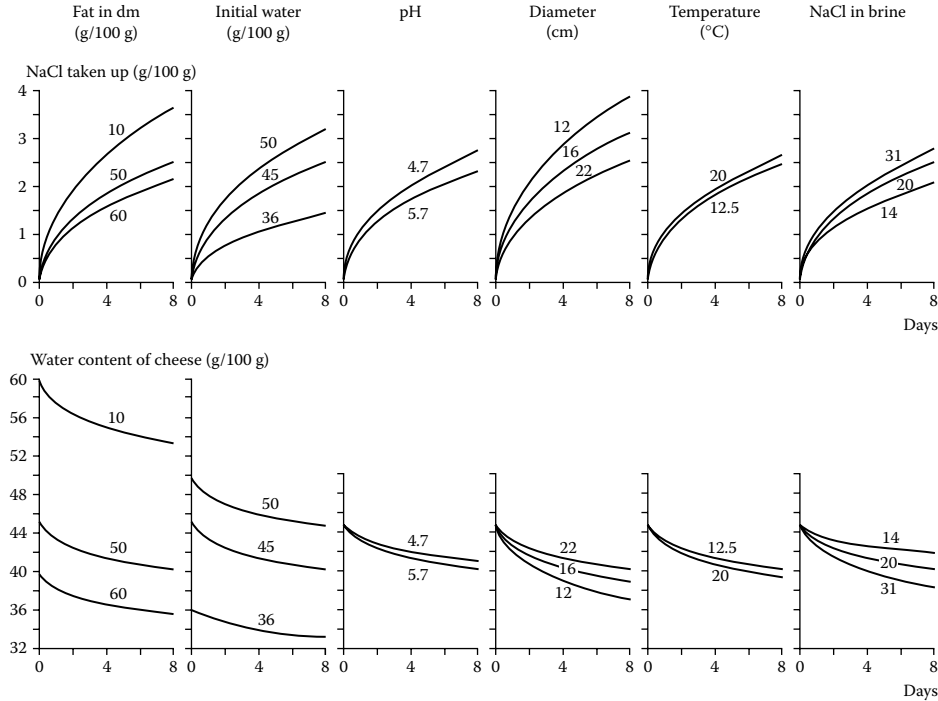 Fat in dm
(g/100 g)
Initial water
(g/100 g)
pH
Diameter
(cm)
Temperature
(°C)
NaCl in brine
NaCl taken up (g/100 g)
4
3
2
1
0
10
50
60
0 4 8
50
45
36
0 4 8
4.7
5.7
0 4 8
12
16
22
0 4 8
20
12.5
0 4 8
31
20
14
0 4 8
Days
Water content of cheese (g/100 g)
60
56
52
48
44
40
36
32
10
50
60
0 4 8
50
45
36
0 4 8
4.7
5.7
0 4 8
22
16
12
0 4 8
12.5
20
0 4 8
14
20
31
0 4 8
Days